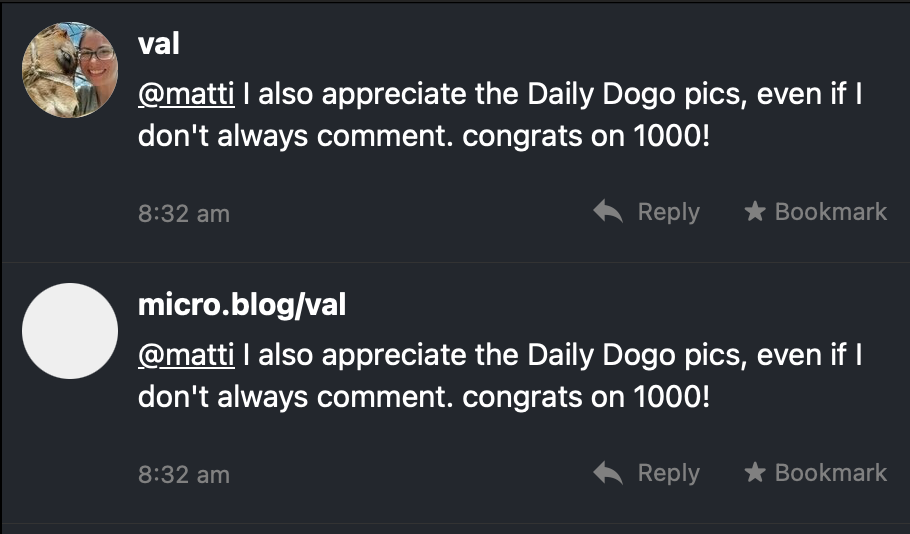 val
@matti I also appreciate the Daily Dogo pics, even if I
don't always comment. congrats on 1000!
8:32 am Reply Bookmark
micro.blog/val
@matti I also appreciate the Daily Dogo pics, even if I
don't always comment. congrats on 1000!
8:32 am Reply Bookmark